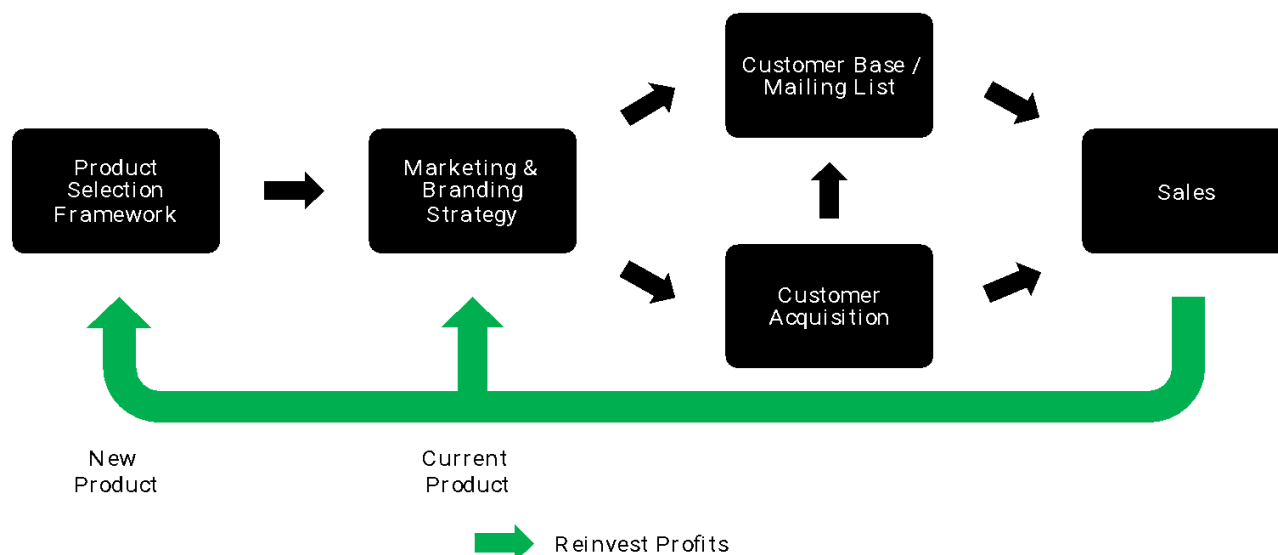 Product
Selection
Framework
Marketing &
Branding
Strategy
Customer Base /
Mailing List
Customer
Acquisition
Sales
New
Product
Current
Product
Reinvest Profits